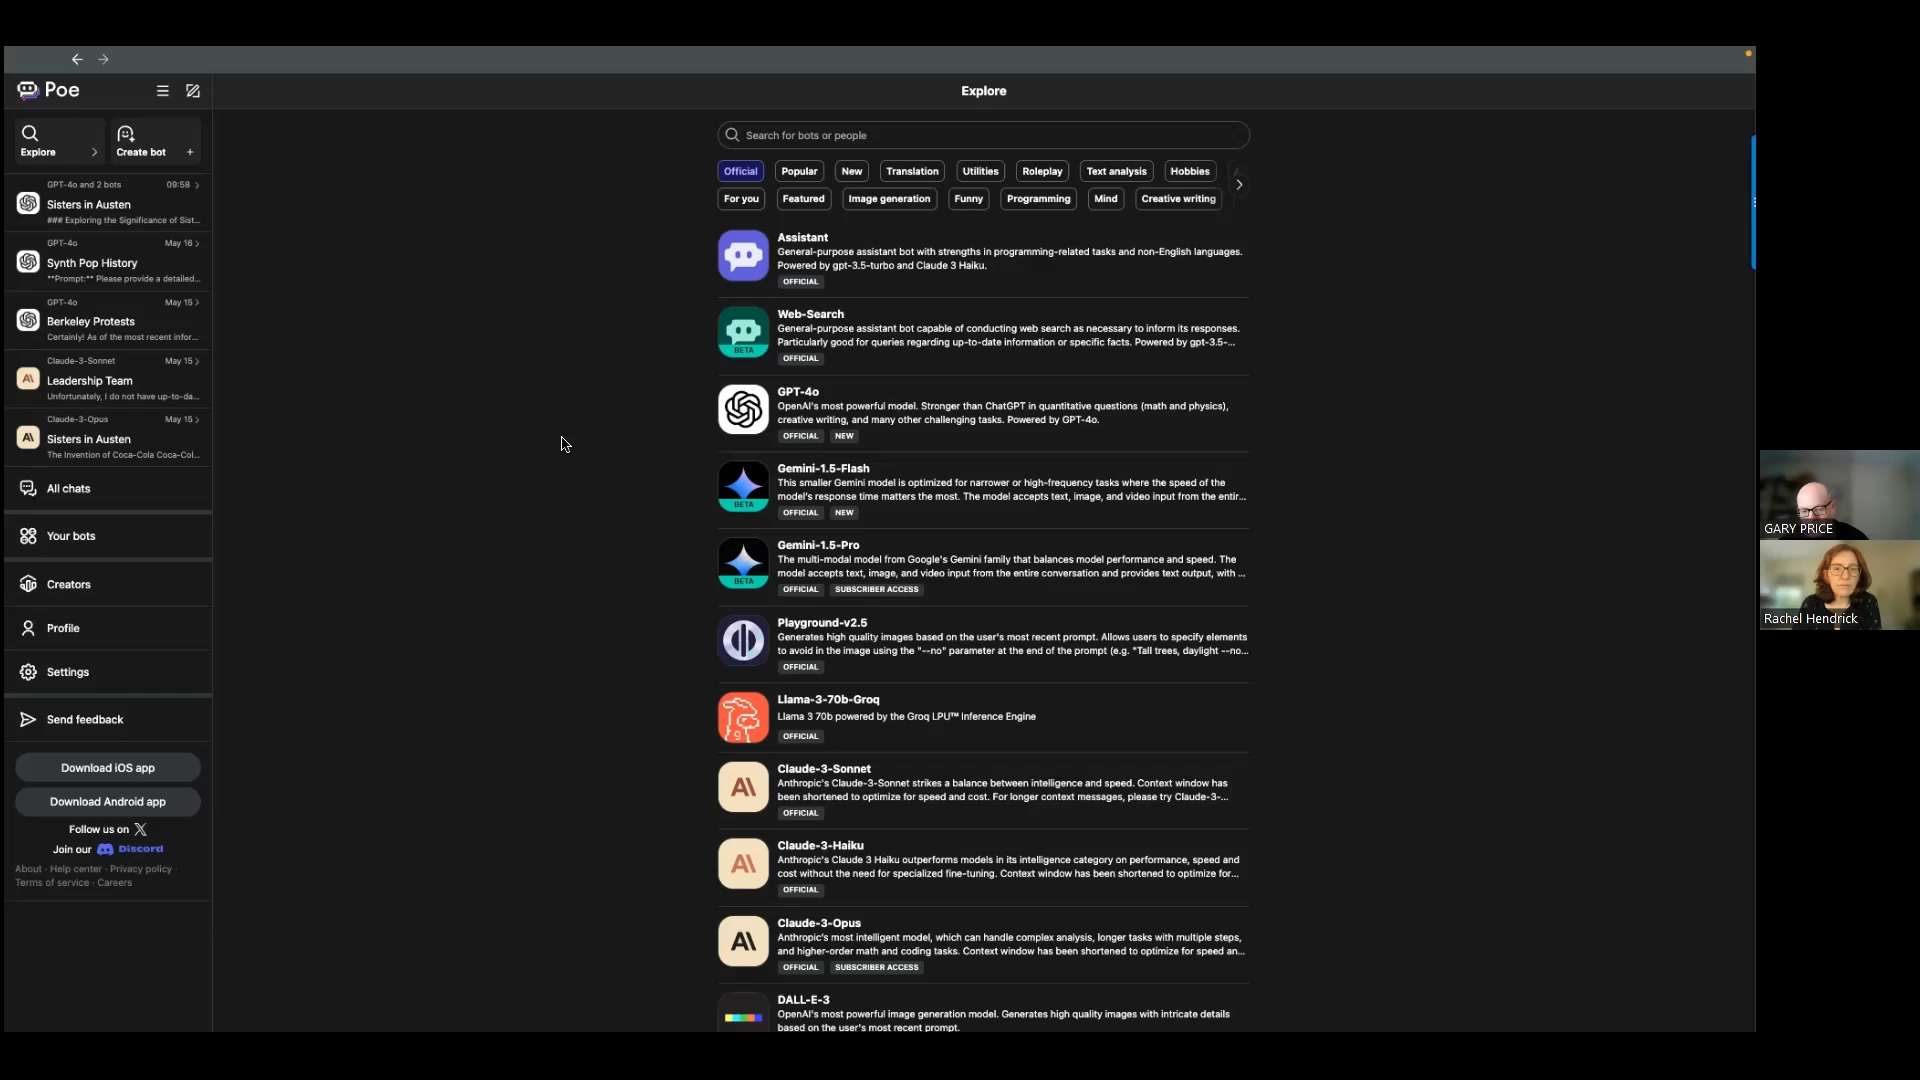 Poe
Explore
Create bot +
GPT-4o and 2 bots 09:58
Sisters in Austen
### Exploring the Significance of Sist...
GPT-4o May 16
Synth Pop History
**Prompt:** Please provide a detailed...
GPT-4o May 15
Berkeley Protests
Certainly! As of the most recent infor...
Claude-3-Sonnet May 15
Leadership Team
Unfortunately, I do not have up-to-da...
Claude-3-Opus May 15
Sisters in Austen
The Invention of Coca-Cola Coca-Col...
All chats
Your bots
Creators
Profile
Settings
Send feedback
Download iOS app
Download Android app
Follow us on X
Join our Discord
About · Help center · Privacy policy ·
Terms of service · Careers
Explore
Search for bots or people
Official Popular New Translation Utilities Roleplay Text analysis Hobbies
For you Featured Image generation Funny Programming Mind Creative writing
Assistant
General-purpose assistant bot with strengths in programming-related tasks and non-English languages.
Powered by gpt-3.5-turbo and Claude 3 Haiku.
OFFICIAL
BETA
Web-Search
General-purpose assistant bot capable of conducting web search as necessary to inform its responses.
Particularly good for queries regarding up-to-date information or specific facts. Powered by gpt-3.5-...
OFFICIAL
GPT-4o
OpenAI's most powerful model. Stronger than ChatGPT in quantitative questions (math and physics),
creative writing, and many other challenging tasks. Powered by GPT-4o.
OFFICIAL NEW
BETA
Gemini-1.5-Flash
This smaller Gemini model is optimized for narrower or high-frequency tasks where the speed of the
model's response time matters the most. The model accepts text, image, and video input from the entir...
OFFICIAL NEW
BETA
Gemini-1.5-Pro
The multi-modal model from Google's Gemini family that balances model performance and speed. The
model accepts text, image, and video input from the entire conversation and provides text output, with ...
OFFICIAL SUBSCRIBER ACCESS
Playground-v2.5
Generates high quality images based on the user's most recent prompt. Allows users to specify elements
to avoid in the image using the "--no" parameter at the end of the prompt (e.g. "Tall trees, daylight --no...
OFFICIAL
Llama-3-70b-Groq
Llama 3 70b powered by the Groq LPU™ Inference Engine
OFFICIAL
Claude-3-Sonnet
Anthropic's Claude-3-Sonnet strikes a balance between intelligence and speed. Context window has
been shortened to optimize for speed and cost. For longer context messages, please try Claude-3-...
OFFICIAL
Claude-3-Haiku
Anthropic's Claude 3 Haiku outperforms models in its intelligence category on performance, speed and
cost without the need for specialized fine-tuning. Context window has been shortened to optimize for...
OFFICIAL
Claude-3-Opus
Anthropic's most intelligent model, which can handle complex analysis, longer tasks with multiple steps,
and higher-order math and coding tasks. Context window has been shortened to optimize for speed an...
OFFICIAL SUBSCRIBER ACCESS
DALL-E-3
OpenAI's most powerful image generation model. Generates high quality images with intricate details
based on the user's most recent prompt.
GARY PRICE
Rachel Hendrick